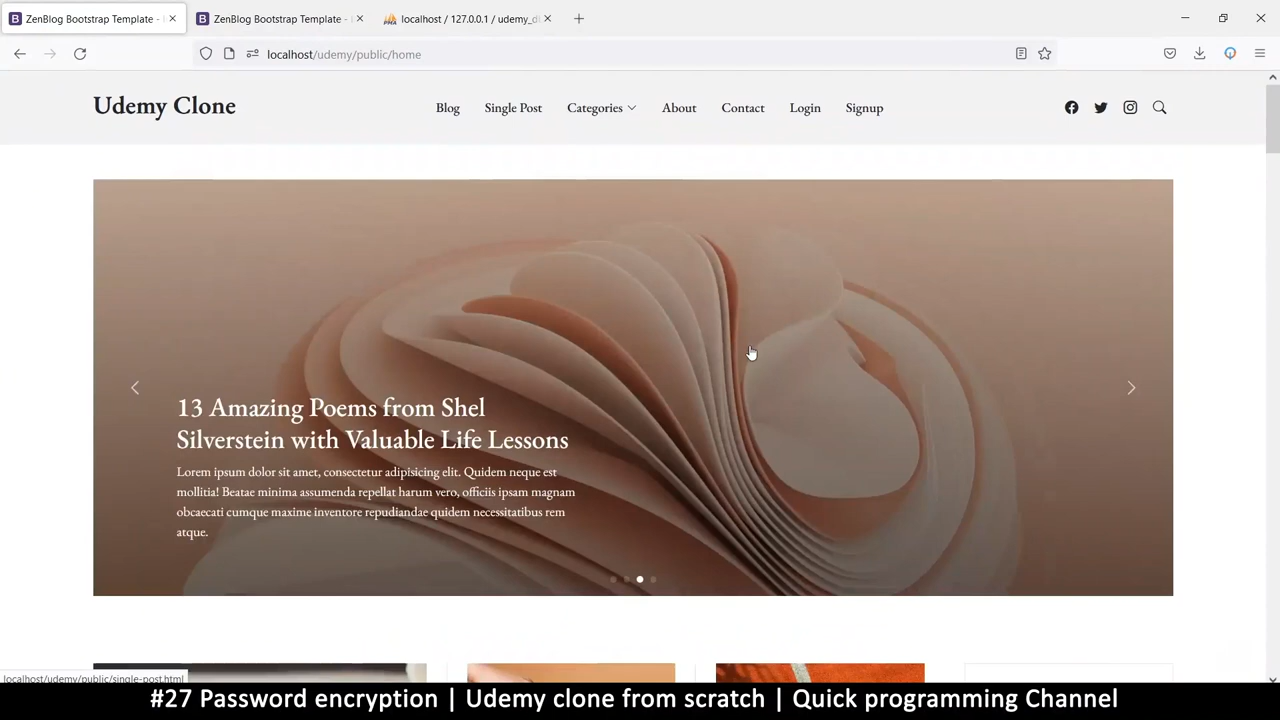 ZenBlog Bootstrap Template -
ZenBlog Bootstrap Template -
localhost / 127.0.0.1 / udemy_d
localhost/udemy/public/home
Udemy Clone
Blog
Single Post
Categories
About
Contact
Login
Signup
13 Amazing Poems from Shel
Silverstein with Valuable Life Lessons
Lorem ipsum dolor sit amet, consectetur adipisicing elit. Quidem neque est
mollitia! Beatae minima assumenda repellat harum vero, officiis ipsam magnam
obcaecati cumque maxime inventore repudiandae quidem necessitatibus rem
atque.
localhost/udemy/public/single-post.html
#27 Password encryption | Udemy clone from scratch | Quick programming Channel